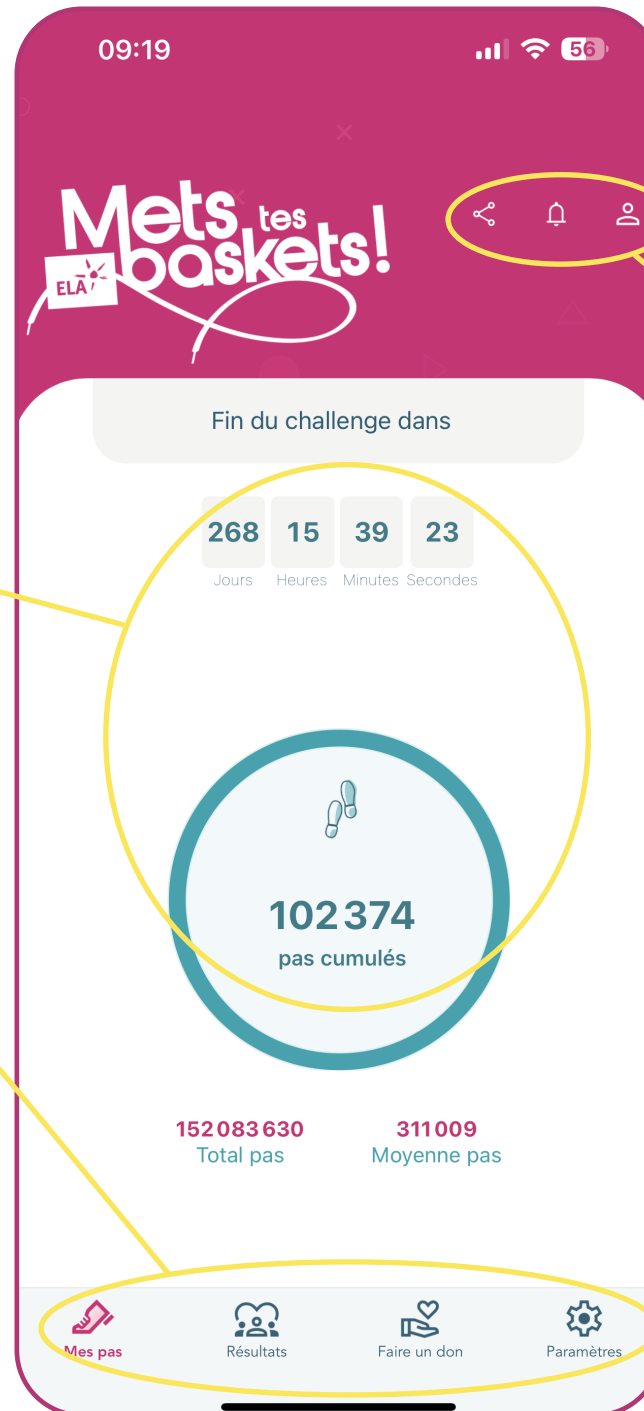 09:19
56
Mets tes
baskets!
ELA
Fin du challenge dans
268 15 39 23
Jours Heures Minutes Secondes
102 374
pas cumulés
152 083 630 311 009
Total pas Moyenne pas
Mes pas Résultats Faire un don Paramètres